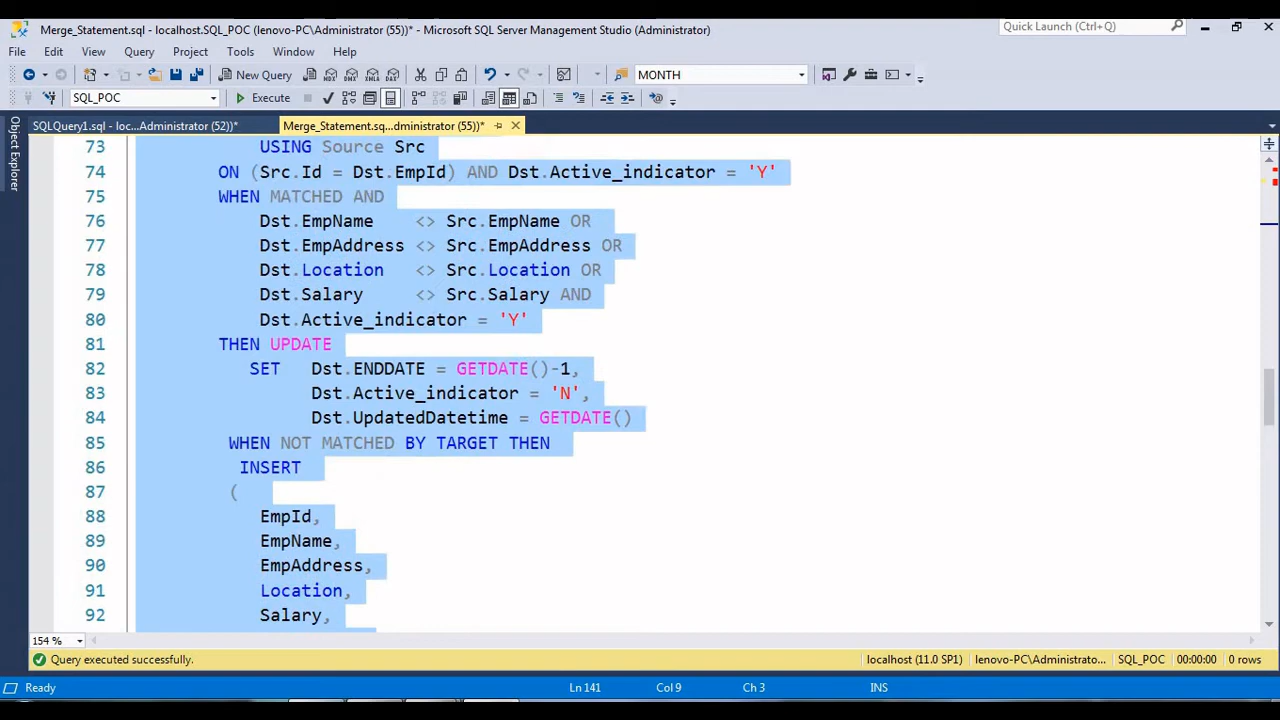 Merge_Statement.sql - localhost.SQL_POC (lenovo-PC\Administrator (55))* - Microsoft SQL Server Management Studio (Administrator)
Quick Launch (Ctrl+Q)
File Edit View Query Project Tools Window Help
New Query
MONTH
SQL_POC
Execute
SQLQuery1.sql - loc...Administrator (52))*
Merge_Statement.sq...dministrator (55))*
Object Explorer
73 USING Source Src
74 ON (Src.Id = Dst.EmpId) AND Dst.Active_indicator = 'Y'
75 WHEN MATCHED AND
76 Dst.EmpName <> Src.EmpName OR
77 Dst.EmpAddress <> Src.EmpAddress OR
78 Dst.Location <> Src.Location OR
79 Dst.Salary <> Src.Salary AND
80 Dst.Active_indicator = 'Y'
81 THEN UPDATE
82 SET Dst.ENDDATE = GETDATE()-1,
83 Dst.Active_indicator = 'N',
84 Dst.UpdatedDatetime = GETDATE()
85 WHEN NOT MATCHED BY TARGET THEN
86 INSERT
87 (
88 EmpId,
89 EmpName,
90 EmpAddress,
91 Location,
92 Salary,
154 %
Query executed successfully.
localhost (11.0 SP1) lenovo-PC\Administrato... SQL_POC 00:00:00 0 rows
Ready
Ln 141
Col 9
Ch 3
INS